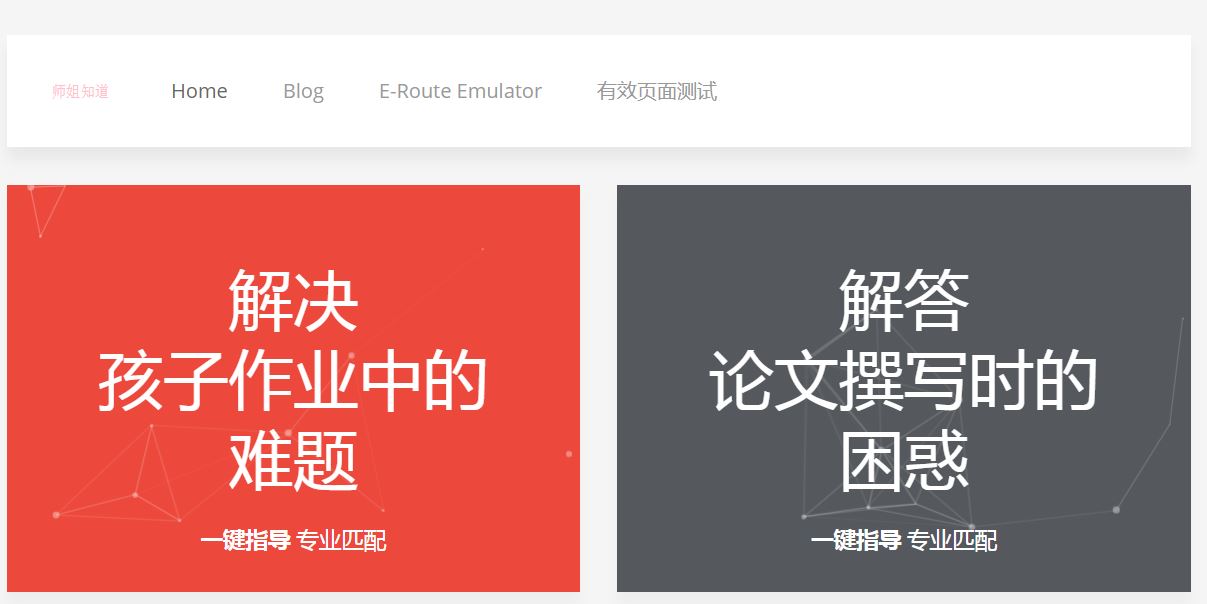 师姐知道 Home Blog E-Route Emulator 有效页面测试
解决
孩子作业中的
难题
一键指导 专业匹配
解答
论文撰写时的
困惑
一键指导 专业匹配